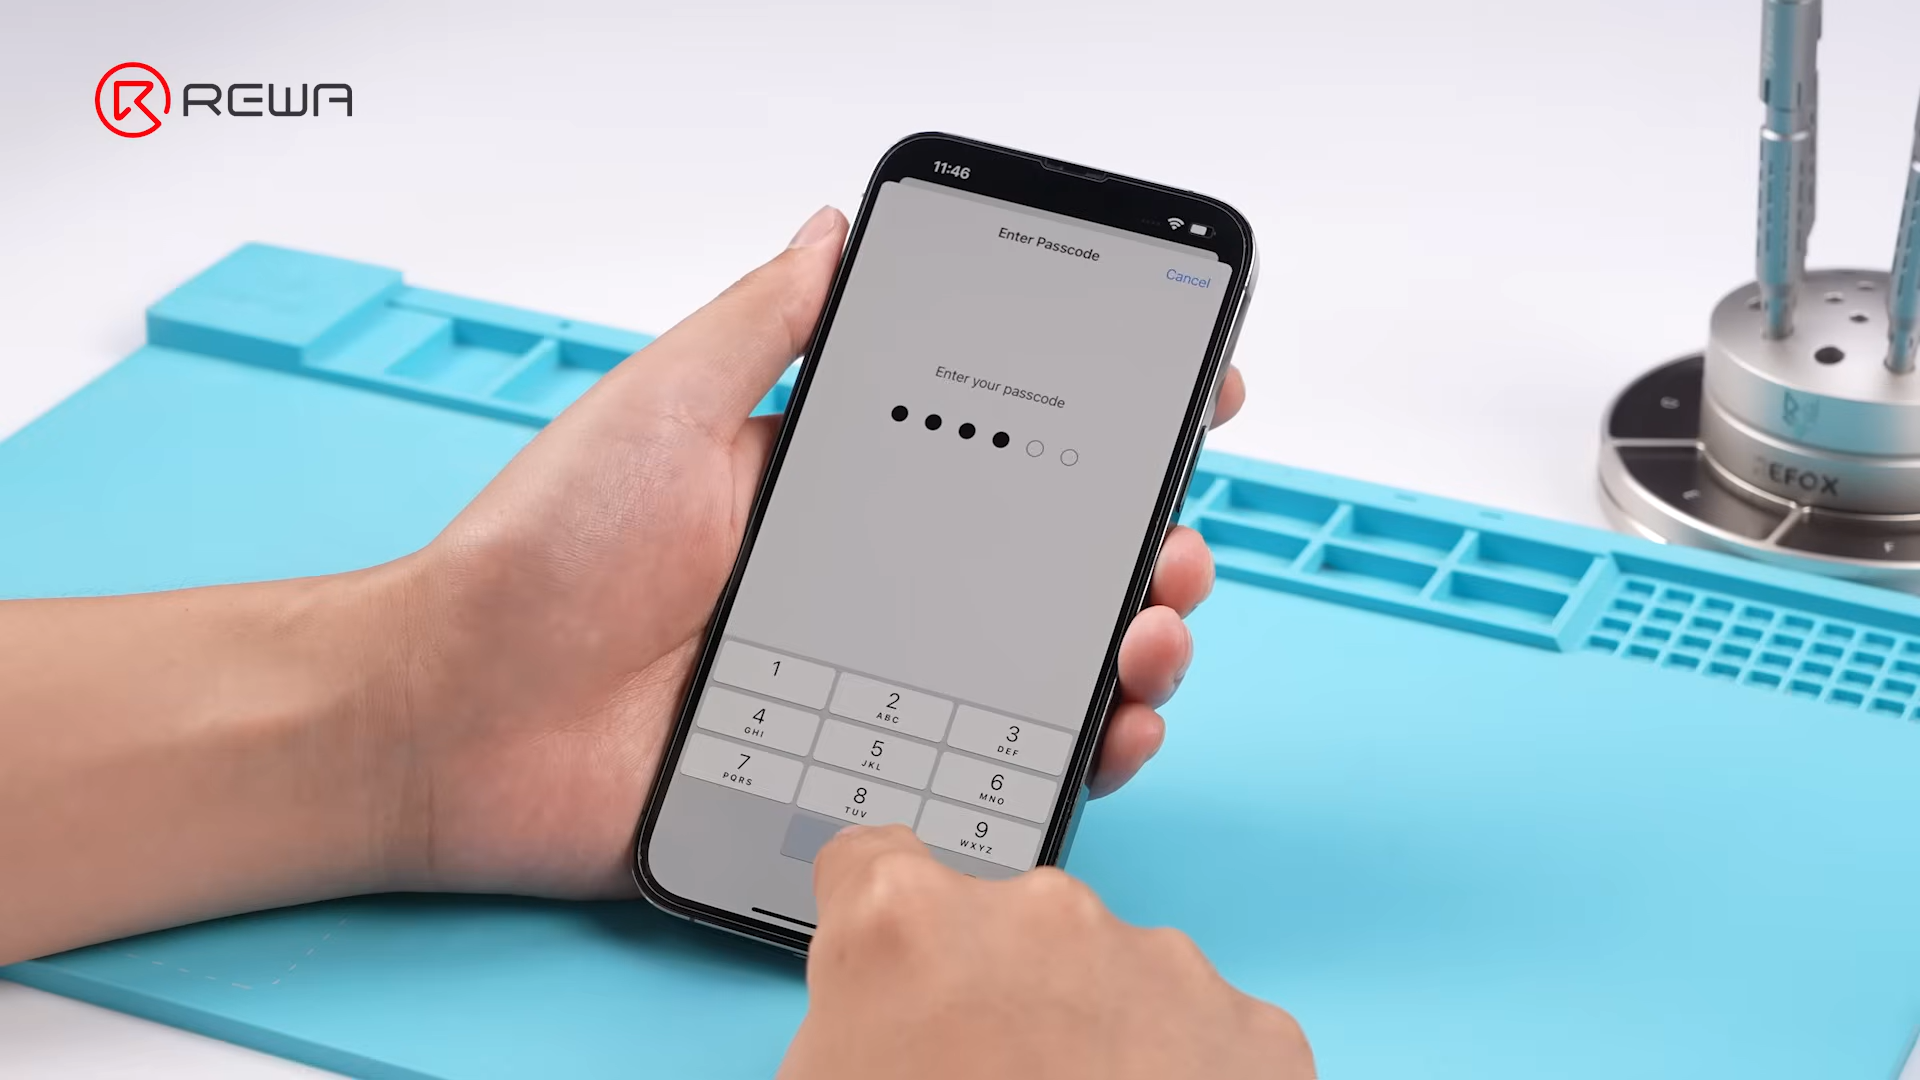 REWA
11:46
Enter Passcode
Cancel
Enter your passcode
1
2
ABC
3
DEF
4
GHI
5
JKL
6
MNO
7
PQRS
8
TUV
9
WXYZ